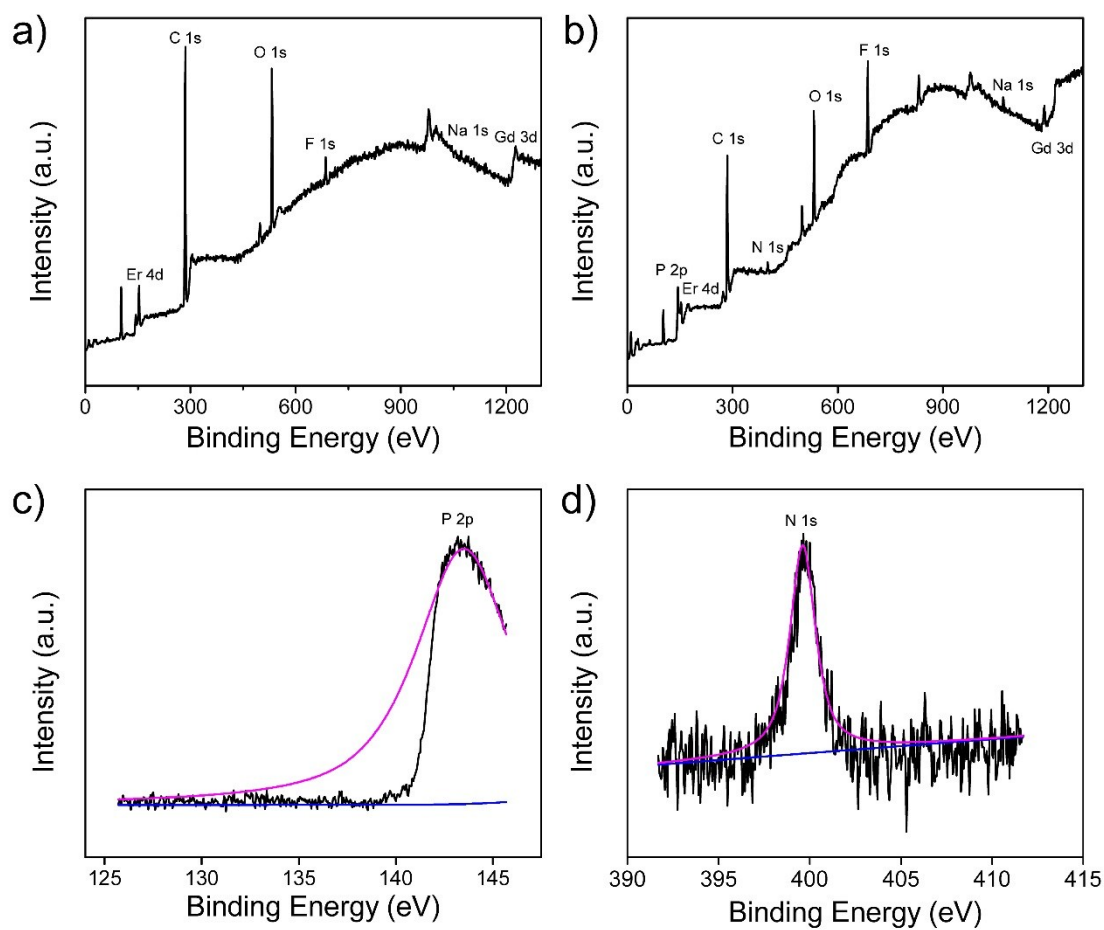 a)
C 1s
O 1s
F 1s
Na 1s
Gd 3d
Er 4d
Intensity (a.u.)
0 300 600 900 1200
Binding Energy (eV)
b)
F 1s
O 1s
Na 1s
C 1s
Gd 3d
N 1s
P 2p
Er 4d
Intensity (a.u.)
0 300 600 900 1200
Binding Energy (eV)
c)
P 2p
Intensity (a.u.)
125 130 135 140 145
Binding Energy (eV)
d)
N 1s
Intensity (a.u.)
390 395 400 405 410 415
Binding Energy (eV)